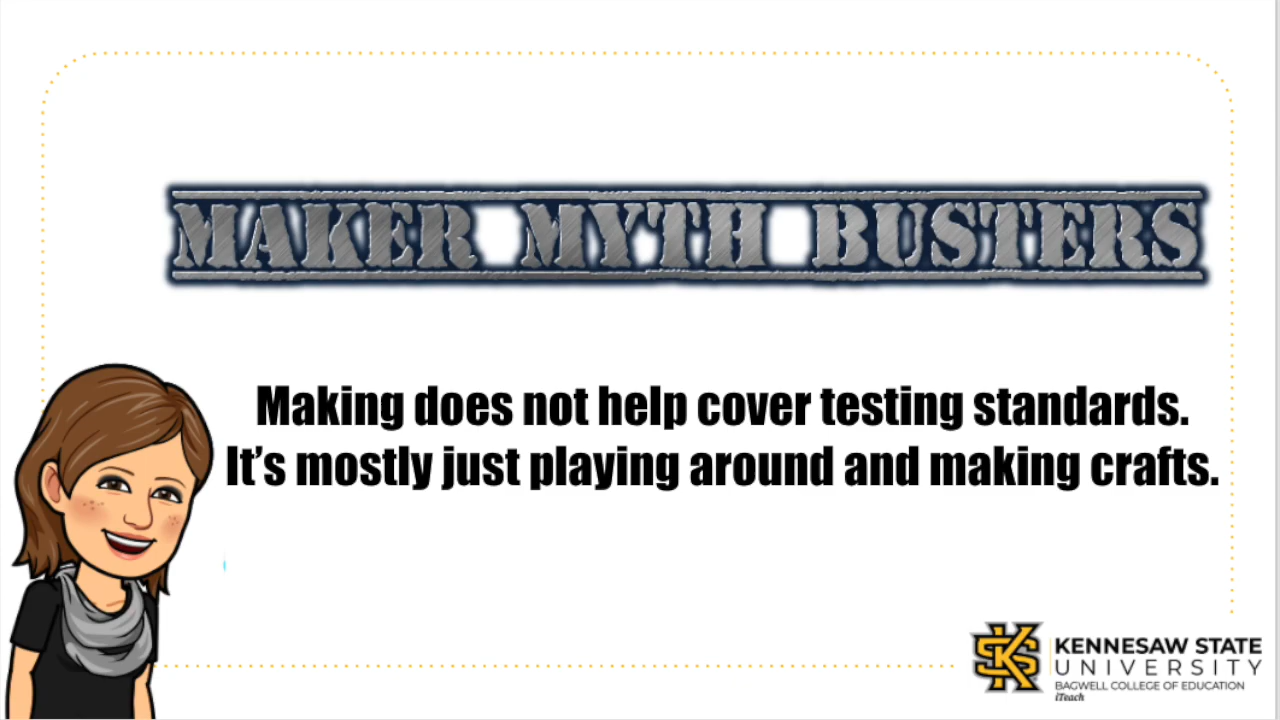 MAKER MYTH BUSTERS
Making does not help cover testing standards.
It's mostly just playing around and making crafts.
KS
KENNESAW STATE
UNIVERSITY
BAGWELL COLLEGE OF EDUCATION
iTeach